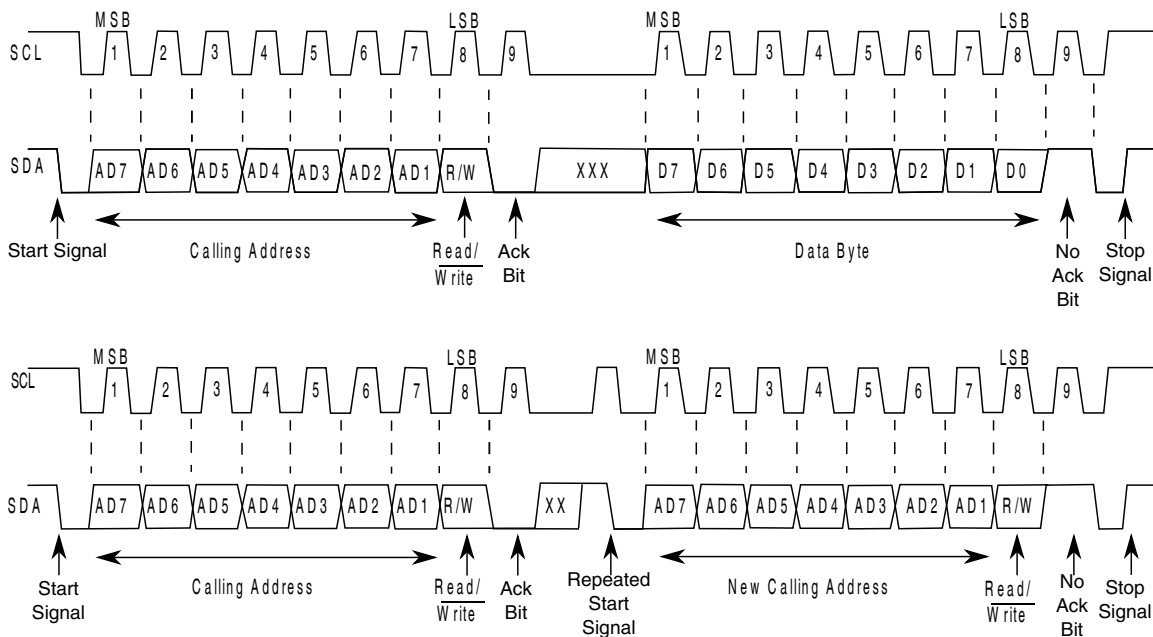 MSB LSB MSB LSB
SCL 1 2 3 4 5 6 7 8 9 1 2 3 4 5 6 7 8 9
SDA AD7 AD6 AD5 AD4 AD3 AD2 AD1 R/W XXX D7 D6 D5 D4 D3 D2 D1 D0
Start Signal Calling Address Read/ Ack Data Byte No Stop
Write Bit Ack Signal
Bit
MSB LSB MSB LSB
SCL 1 2 3 4 5 6 7 8 9 1 2 3 4 5 6 7 8 9
SDA AD7 AD6 AD5 AD4 AD3 AD2 AD1 R/W XX AD7 AD6 AD5 AD4 AD3 AD2 AD1 R/W
Start Calling Address Read/ Ack Repeated New Calling Address Read/ No Stop
Signal Write Bit Start Write Ack Signal
Signal Bit